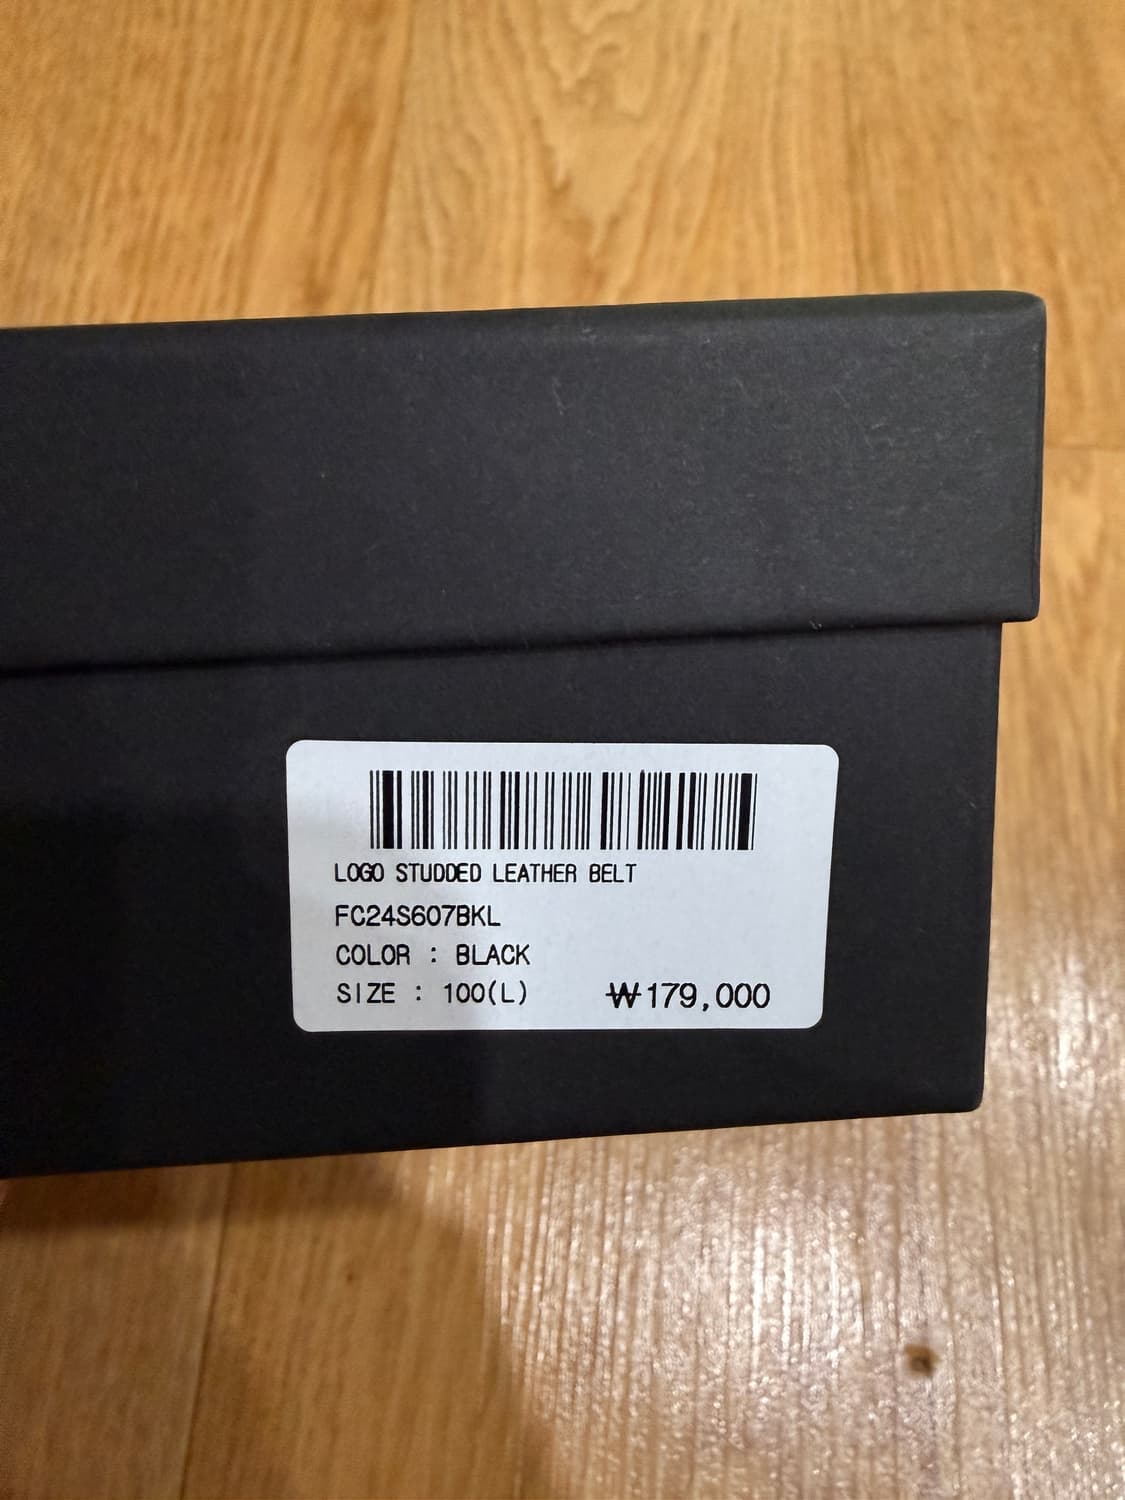 LOGO STUDDED LEATHER BELT
FC24S607BKL
COLOR : BLACK
SIZE : 100(L) ₩179,000